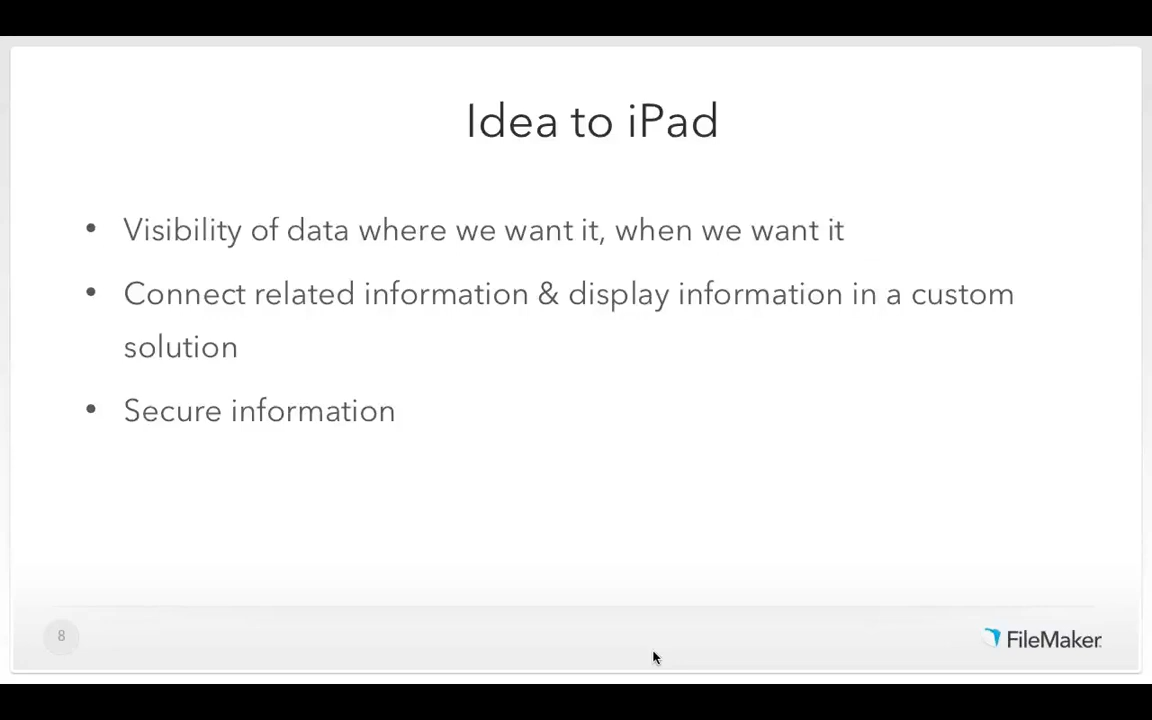 Idea to iPad
• Visibility of data where we want it, when we want it
• Connect related information & display information in a custom
solution
• Secure information
8
FileMaker